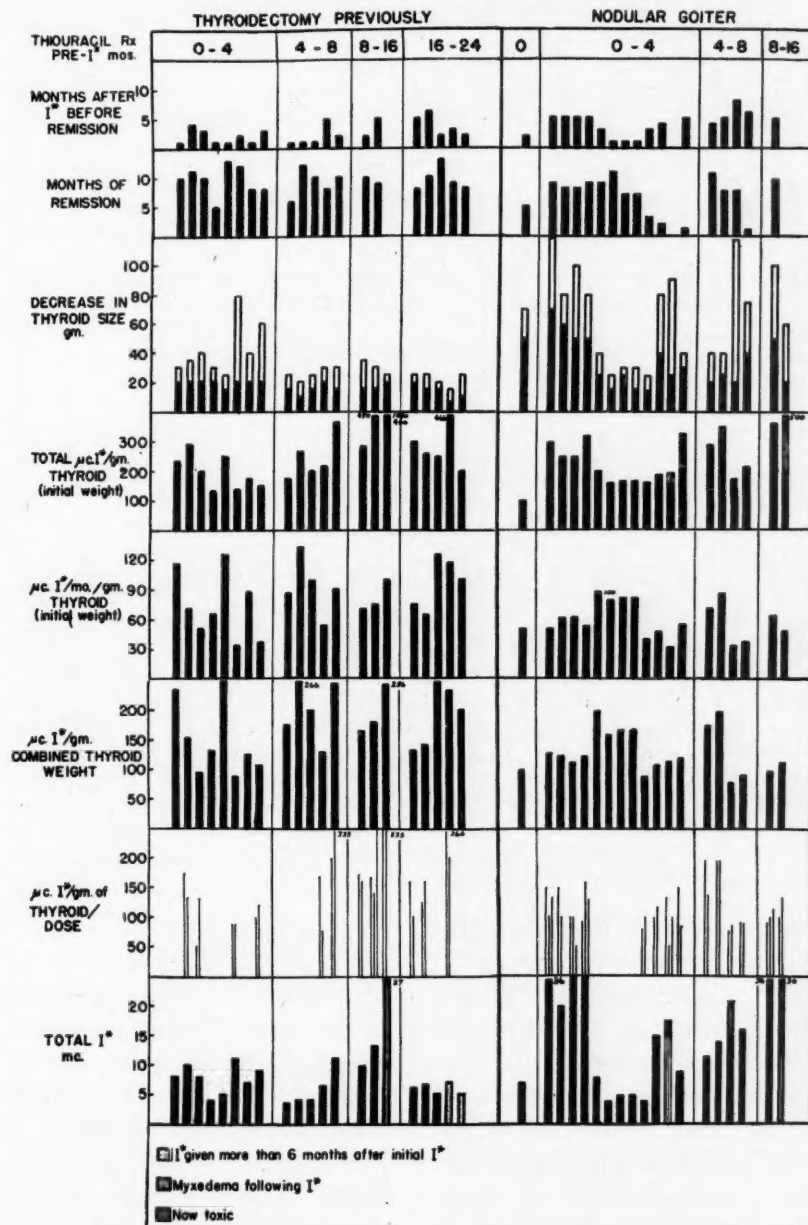 THYROIDECTOMY PREVIOUSLY NODULAR GOITER
THIOURACIL Rx
PRE-I* mos.
0-4 4-8 8-16 16-24 0 0-4 4-8 8-16
MONTHS AFTER
I* BEFORE
REMISSION
10
5
MONTHS OF
REMISSION
10
5
DECREASE IN
THYROID SIZE
gm.
100
80
60
40
20
TOTAL µc.I*/gm.
THYROID
(initial weight)
300
200
100
500
µc. I*/mo./gm.
THYROID
(initial weight)
120
90
60
30
µc. I*/gm.
COMBINED THYROID
WEIGHT
200
150
100
50
266
296
µc. I*/gm. of
THYROID/
DOSE
200
150
100
50
TOTAL I*
mc.
20
15
10
5
37
36
I* given more than 6 months after initial I*
Myxedema following I*
Now toxic